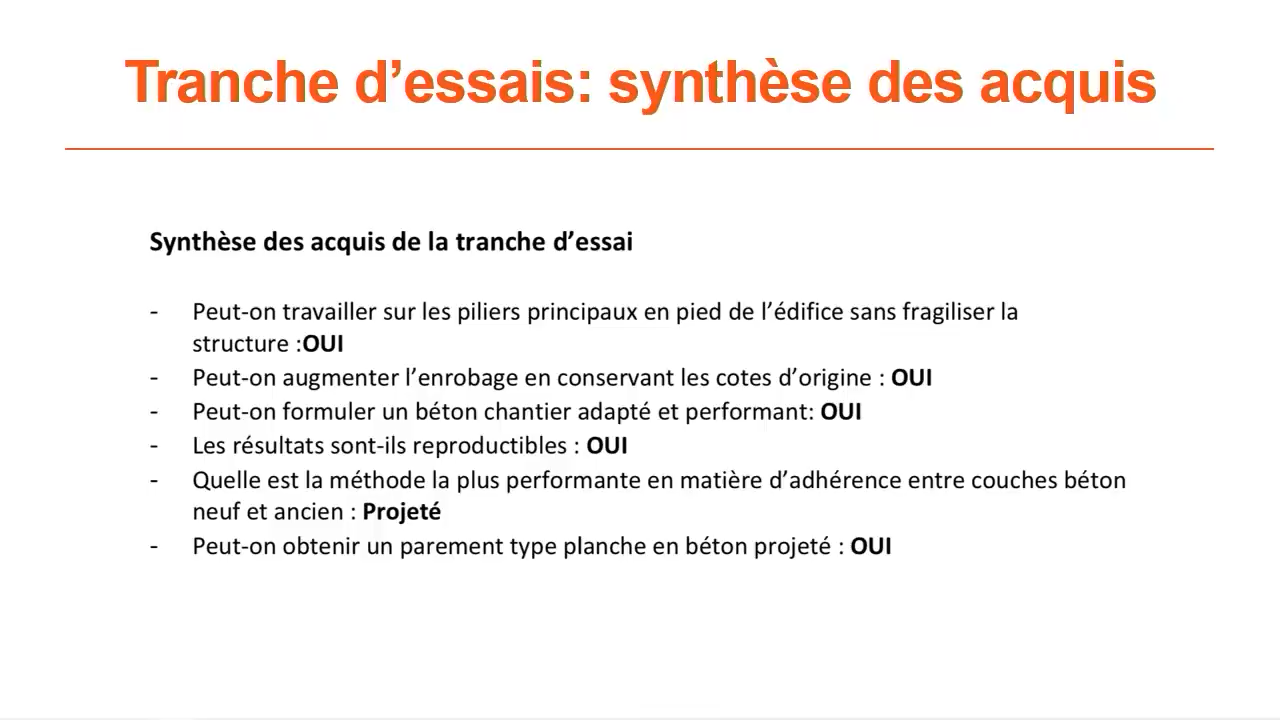 Tranche d’essais: synthèse des acquis
Synthèse des acquis de la tranche d’essai
- Peut-on travailler sur les piliers principaux en pied de l’édifice sans fragiliser la
structure :OUI
- Peut-on augmenter l’enrobage en conservant les cotes d’origine : OUI
- Peut-on formuler un béton chantier adapté et performant: OUI
- Les résultats sont-ils reproductibles : OUI
- Quelle est la méthode la plus performante en matière d’adhérence entre couches béton
neuf et ancien : Projeté
- Peut-on obtenir un parement type planche en béton projeté : OUI